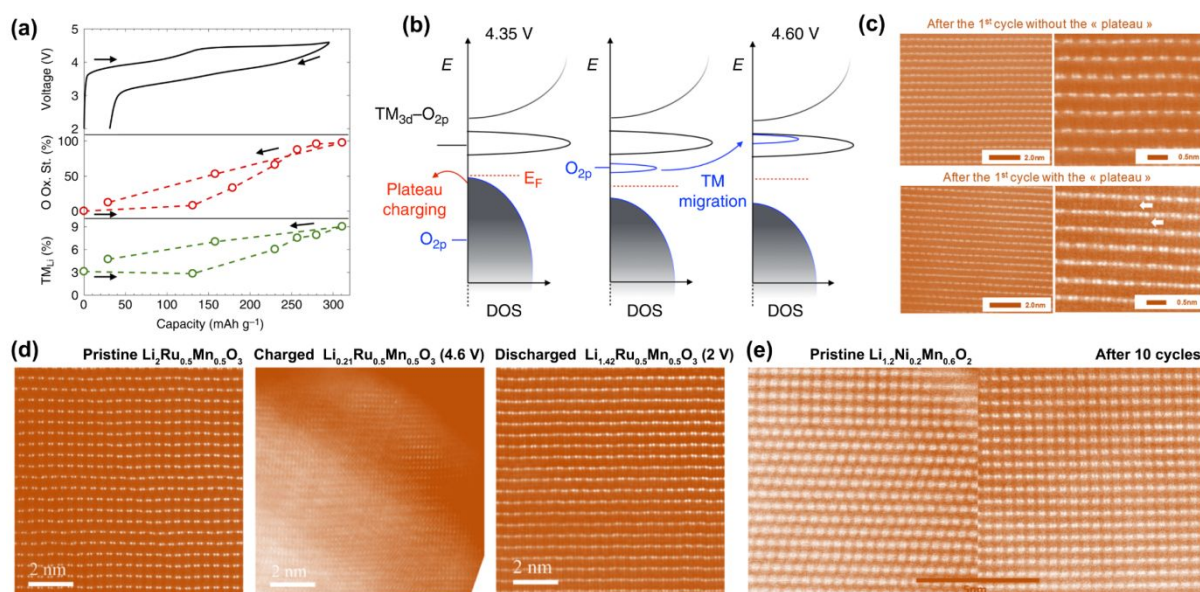 (a)
5
4
3
2
Voltage (V)
100
50
0
O Ox. St. (%)
9
6
3
0
TM_Li (%)
0 50 100 150 200 250 300
Capacity (mAh g⁻¹)
(b)
4.35 V
4.60 V
E
E
E
TM₃d–O₂p
E_F
Plateau
charging
O₂p
O₂p
TM
migration
DOS
DOS
DOS
(c)
After the 1st cycle without the « plateau »
2.0nm
0.5nm
After the 1st cycle with the « plateau »
2.0nm
0.5nm
(d)
Pristine Li₂Ru₀.₅Mn₀.₅O₃
Charged Li₀.₂₁Ru₀.₅Mn₀.₅O₃ (4.6 V)
Discharged Li₁.₄₂Ru₀.₅Mn₀.₅O₃ (2 V)
2 nm
2 nm
2 nm
(e)
Pristine Li₁.₂Ni₀.₂Mn₀.₆O₂
After 10 cycles
5nm